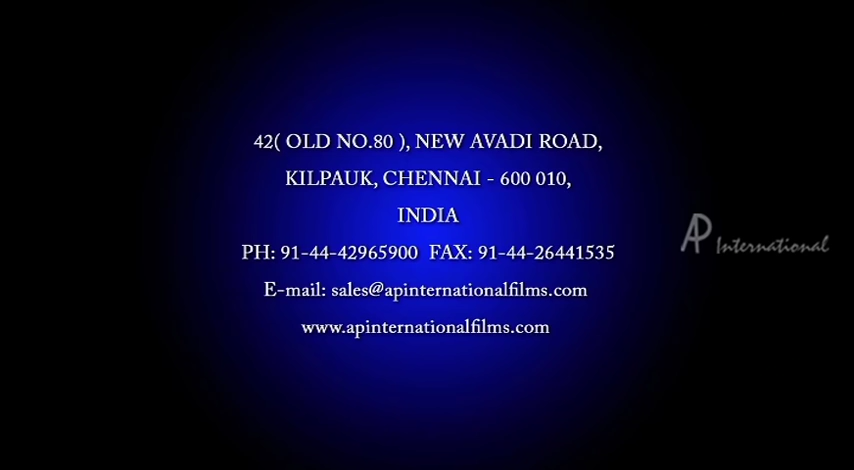 42( OLD NO.80 ), NEW AVADI ROAD,
KILPAUK, CHENNAI - 600 010,
INDIA
PH: 91-44-42965900 FAX: 91-44-26441535
E-mail: sales@apinternationalfilms.com
www.apinternationalfilms.com
AP International